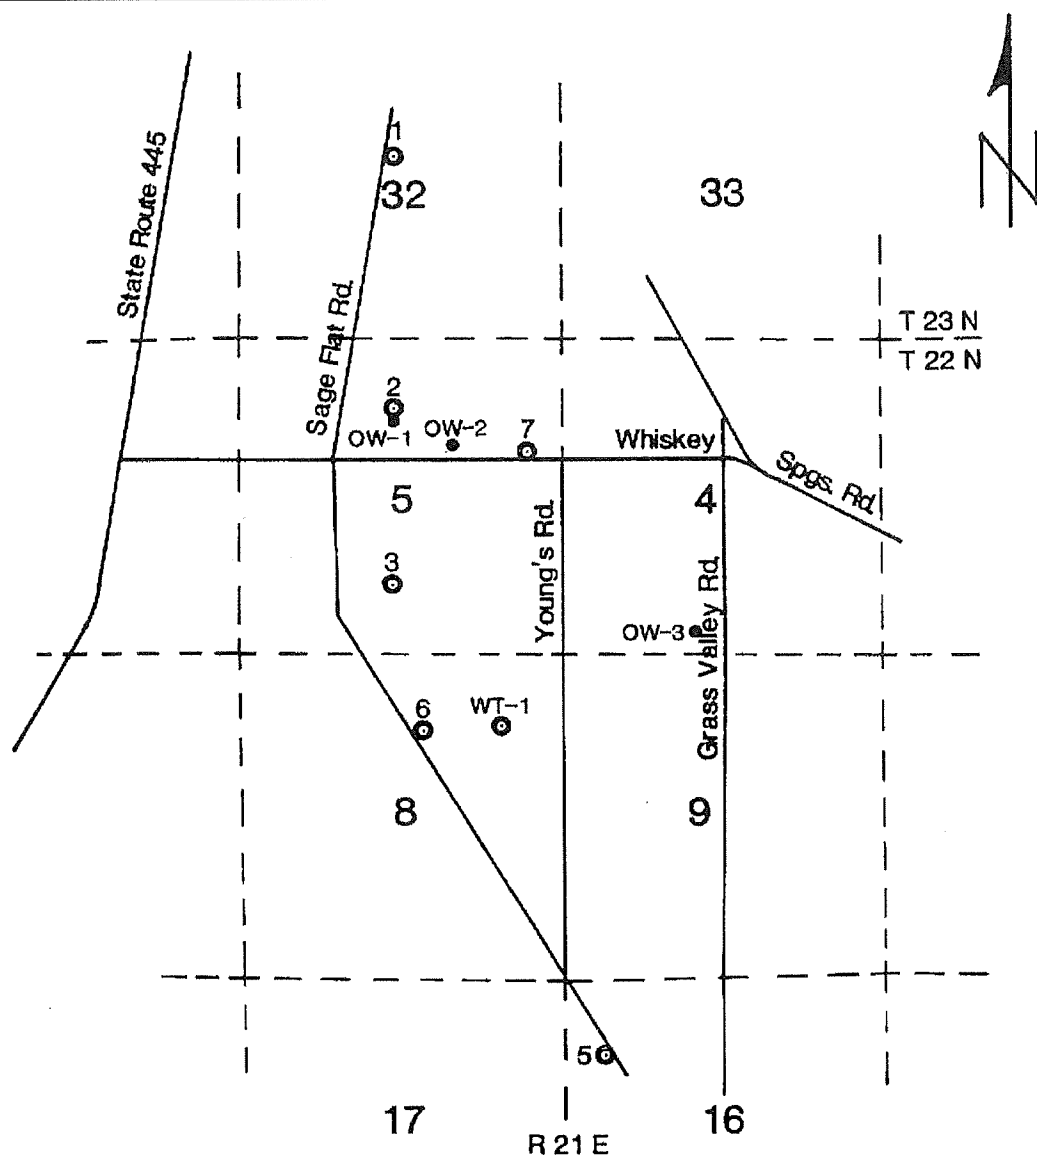 N
State Route 445
1
32
33
Sage Flat Rd.
T 23 N
T 22 N
2
OW-1
OW-2
7
Whiskey
Spgs. Rd.
5
4
3
Young's Rd.
OW-3
Grass Valley Rd.
6
WT-1
8
9
5
17
16
R 21 E